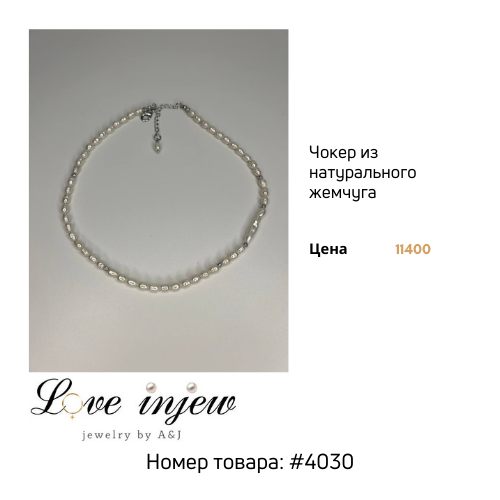 Чокер из
натурального
жемчуга
Цена 11400
Love injew
jewelry by A&J
Номер товара: #4030